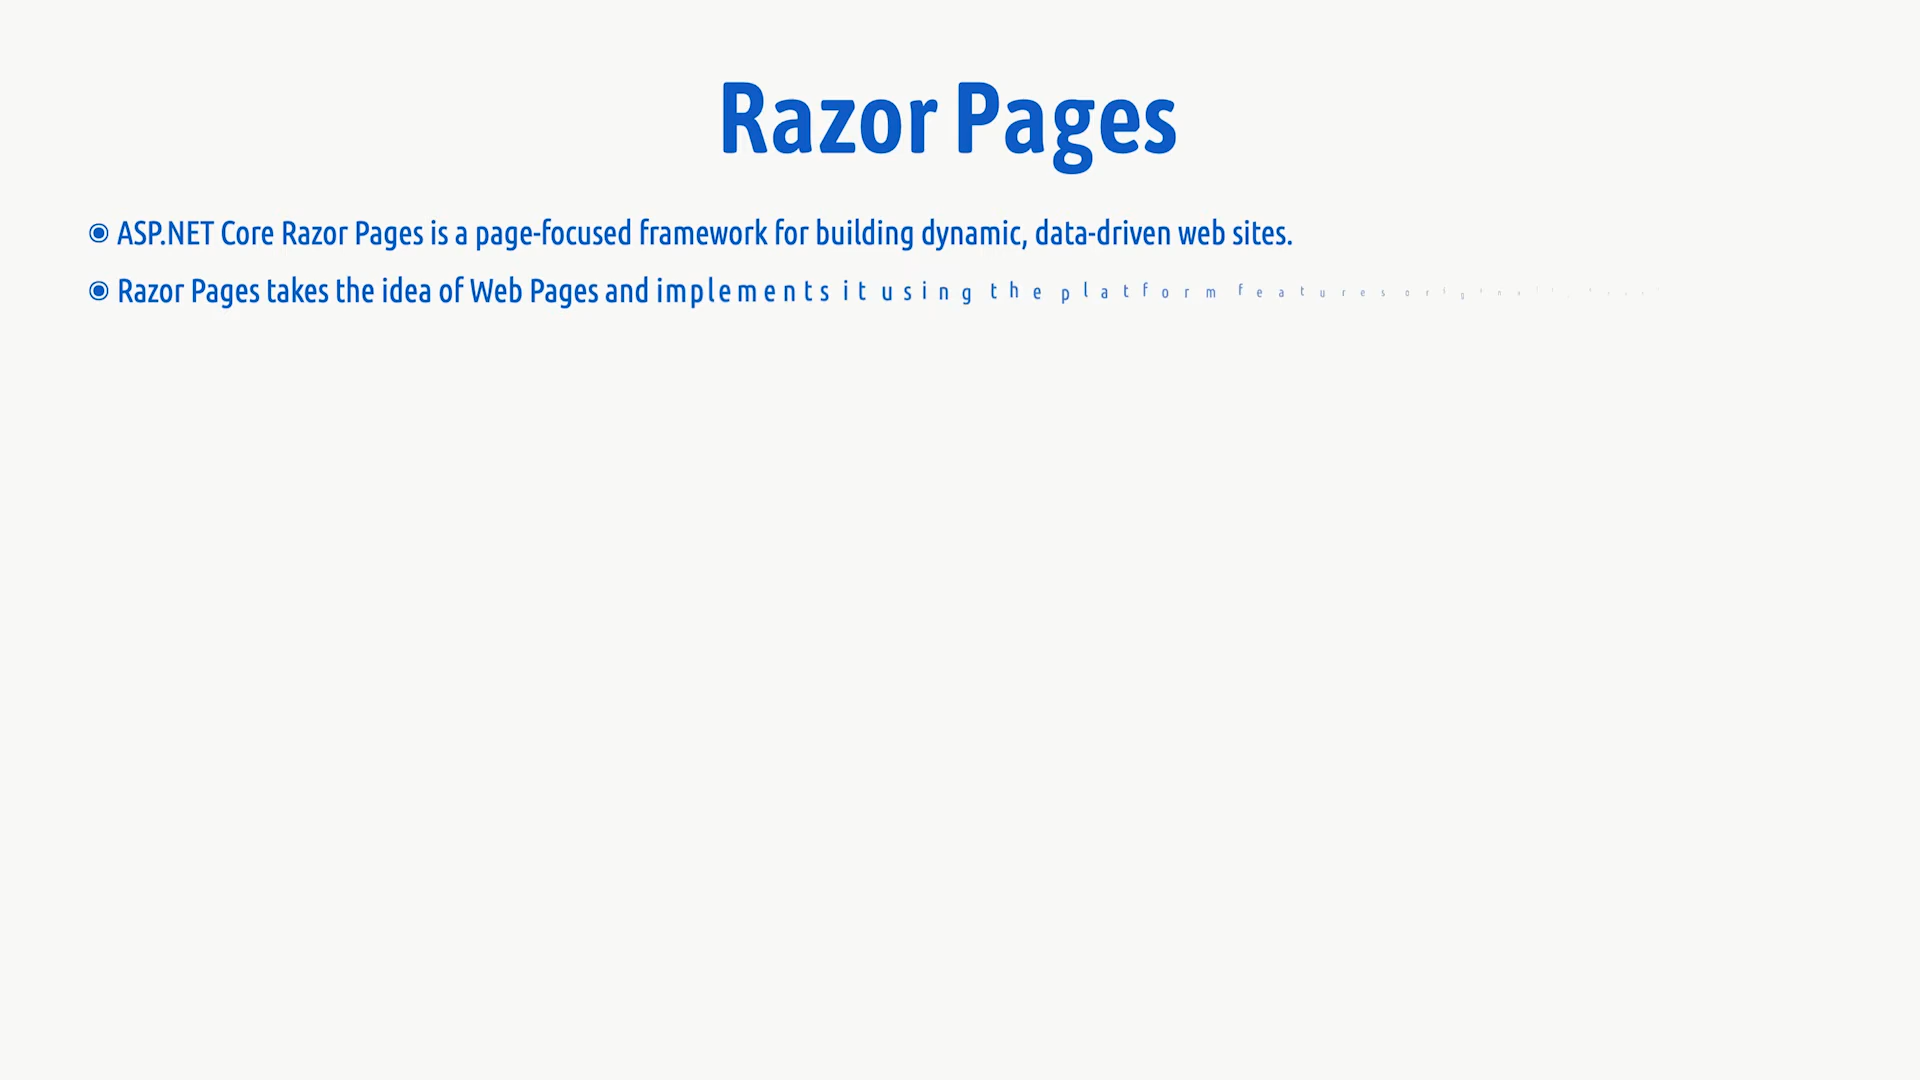 Razor Pages
◉ ASP.NET Core Razor Pages is a page-focused framework for building dynamic, data-driven web sites.
◉ Razor Pages takes the idea of Web Pages and implements it using the platform features originally